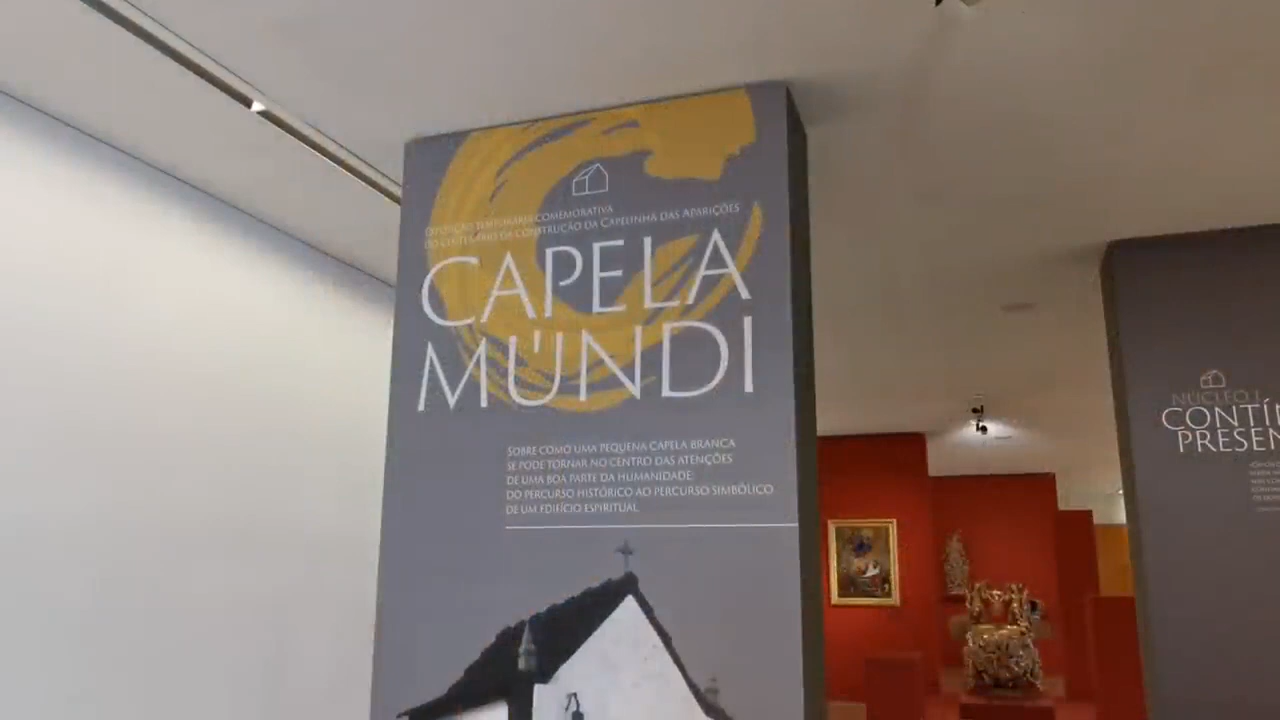 EXPOSIÇÃO TEMPORÁRIA COMEMORATIVA
DO CENTENÁRIO DA CONSTRUÇÃO DA CAPELINHA DAS APARIÇÕES
CAPELA
MÚNDI
SOBRE COMO UMA PEQUENA CAPELA BRANCA
SE PODE TORNAR NO CENTRO DAS ATENÇÕES
DE UMA BOA PARTE DA HUMANIDADE:
DO PERCURSO HISTÓRICO AO PERCURSO SIMBÓLICO
DE UM EDIFÍCIO ESPIRITUAL
NÚCLEO I